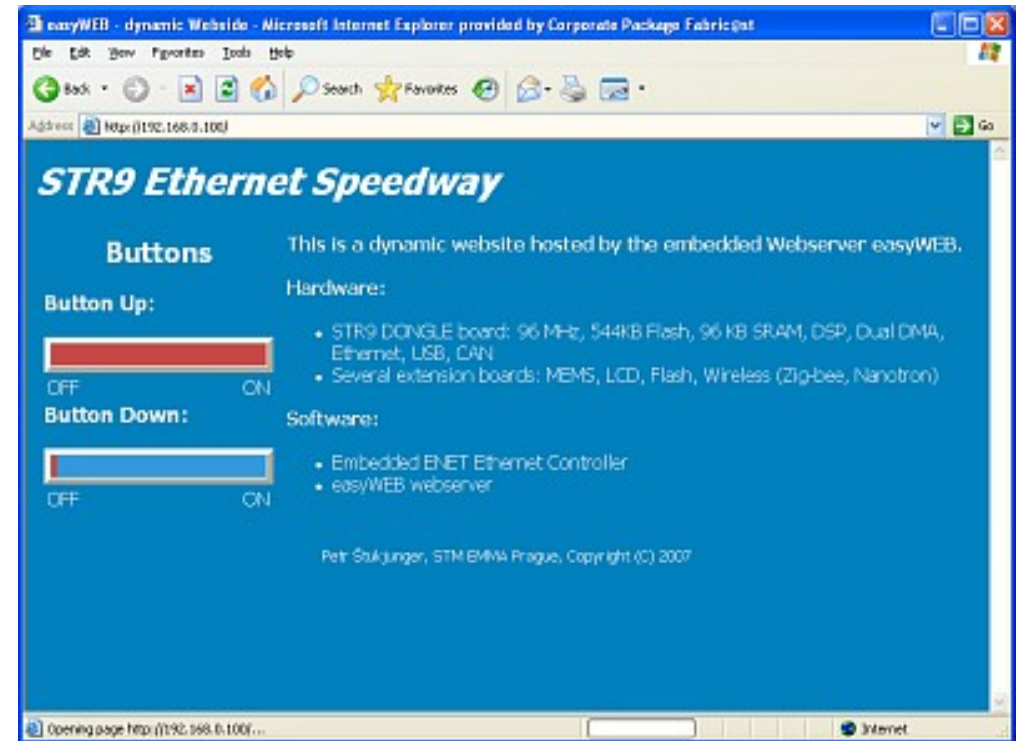 easyWEB - dynamic Webside - Microsoft Internet Explorer provided by Corporate Package Fabric@nt
File Edit View Favorites Tools Help
Back Search Favorites
Address http://192.168.0.100/ Go
STR9 Ethernet Speedway
Buttons
Button Up:
OFF ON
Button Down:
OFF ON
This is a dynamic website hosted by the embedded Webserver easyWEB.
Hardware:
• STR9 DONGLE board: 96 MHz, 544KB Flash, 96 KB SRAM, DSP, Dual DMA,
Ethernet, USB, CAN
• Several extension boards: MEMS, LCD, Flash, Wireless (Zig-bee, Nanotron)
Software:
• Embedded ENET Ethernet Controller
• easyWEB webserver
Petr Štukjunger, STM EMMA Prague, Copyright (C) 2007
Opening page http://192.168.0.100/... Internet